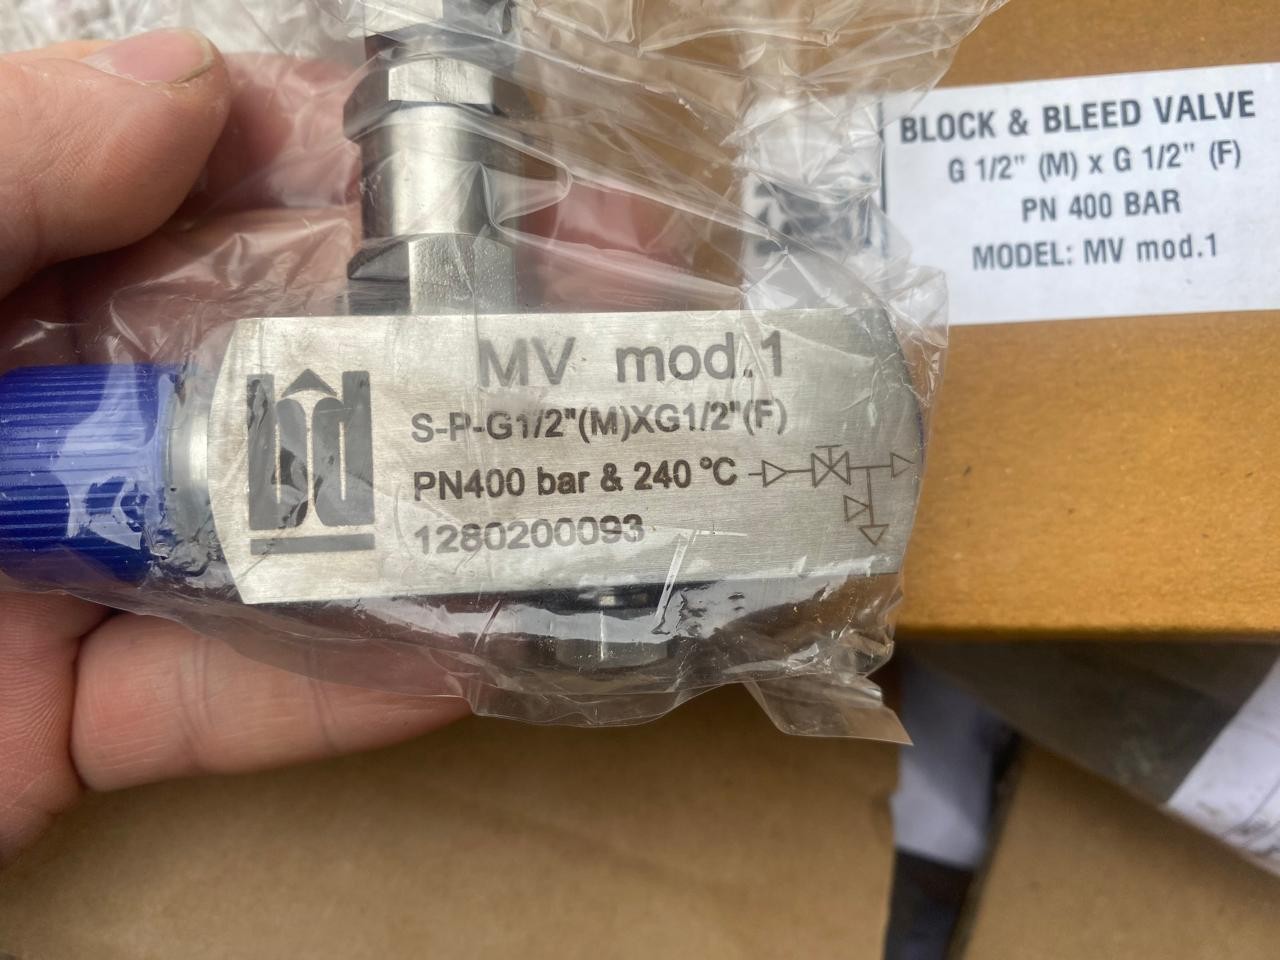 BLOCK & BLEED VALVE
G 1/2" (M) x G 1/2" (F)
PN 400 BAR
MODEL: MV mod.1
MV mod.1
S-P-G1/2"(M)XG1/2"(F)
PN400 bar & 240 °C
1280200093